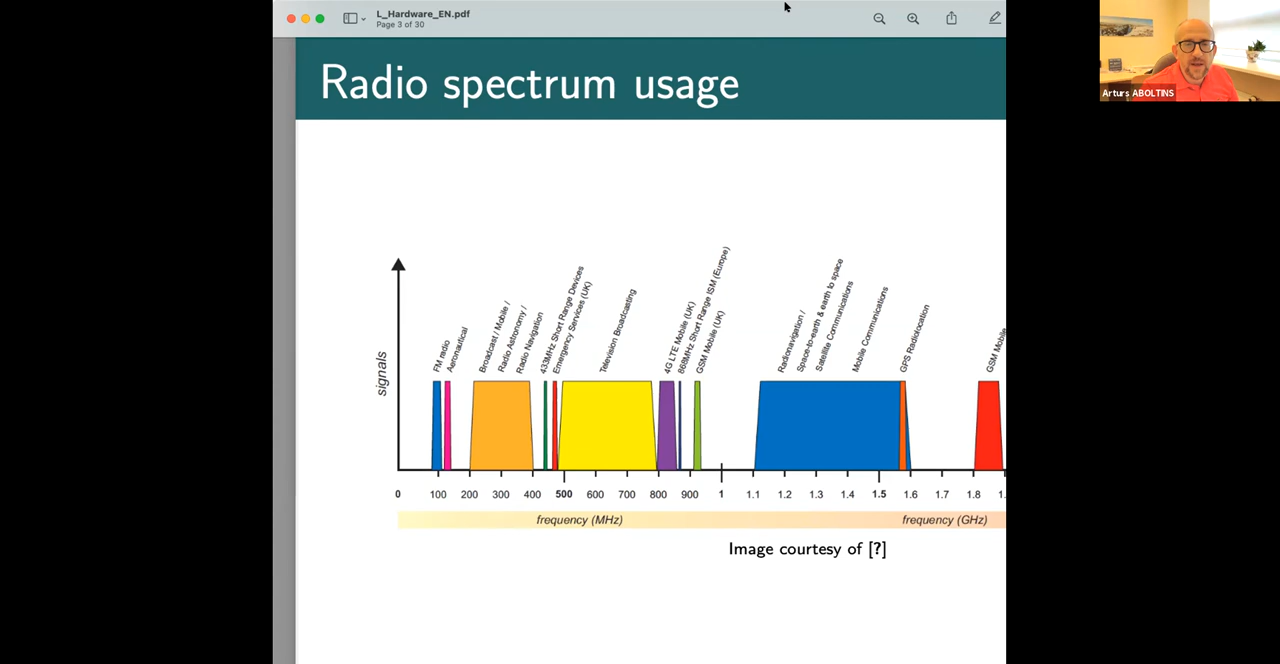 L_Hardware_EN.pdf
Page 3 of 30
Arturs ABOLTINS
Radio spectrum usage
signals
FM radio
Aeronautical
Broadcast / Mobile /
Radio Astronomy /
Radio Navigation
433MHz Short Range Devices
Emergency Services (UK)
Television Broadcasting
4G LTE Mobile (UK)
868MHz Short Range ISM (Europe)
GSM Mobile (UK)
Radionavigation /
Space-to-earth & earth to space
Satellite Communications
Mobile Communications
GPS Radiolocation
GSM Mobile
0 100 200 300 400 500 600 700 800 900 1 1.1 1.2 1.3 1.4 1.5 1.6 1.7 1.8 1.
frequency (MHz) frequency (GHz)
Image courtesy of [?]